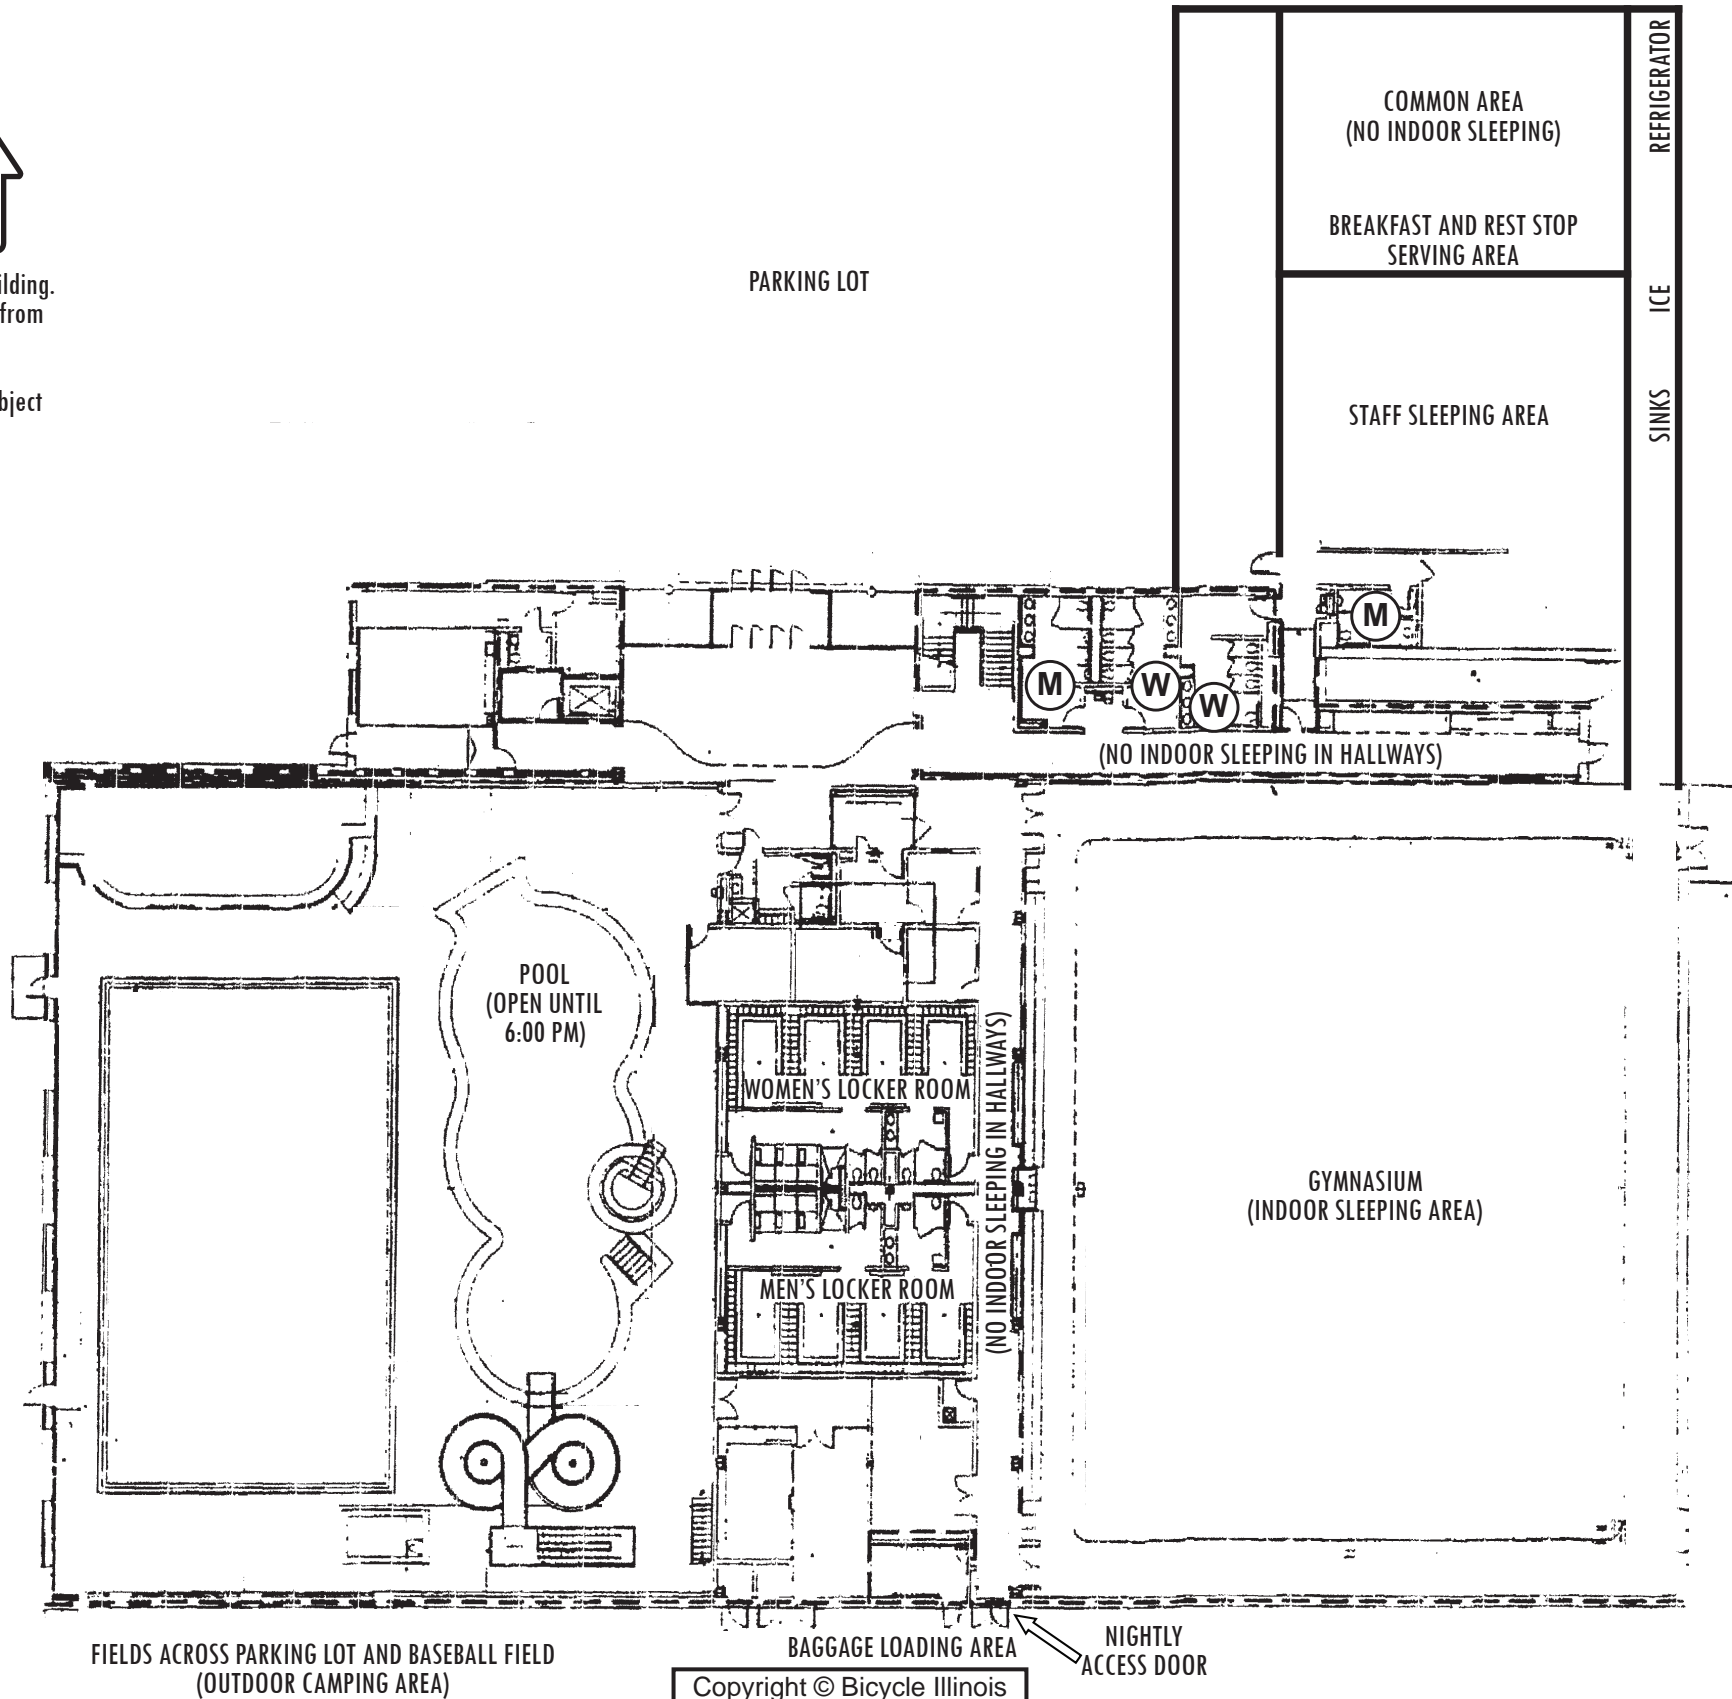 REFRIGERATOR
COMMON AREA
(NO INDOOR SLEEPING)
BREAKFAST AND REST STOP
SERVING AREA
ilding.
from
PARKING LOT
ICE
bject
STAFF SLEEPING AREA
SINKS
M
M
W
W
(NO INDOOR SLEEPING IN HALLWAYS)
POOL
(OPEN UNTIL
6:00 PM)
WOMEN'S LOCKER ROOM
(NO INDOOR SLEEPING IN HALLWAYS)
GYMNASIUM
(INDOOR SLEEPING AREA)
MEN'S LOCKER ROOM
FIELDS ACROSS PARKING LOT AND BASEBALL FIELD
(OUTDOOR CAMPING AREA)
BAGGAGE LOADING AREA
NIGHTLY
ACCESS DOOR
Copyright © Bicycle Illinois